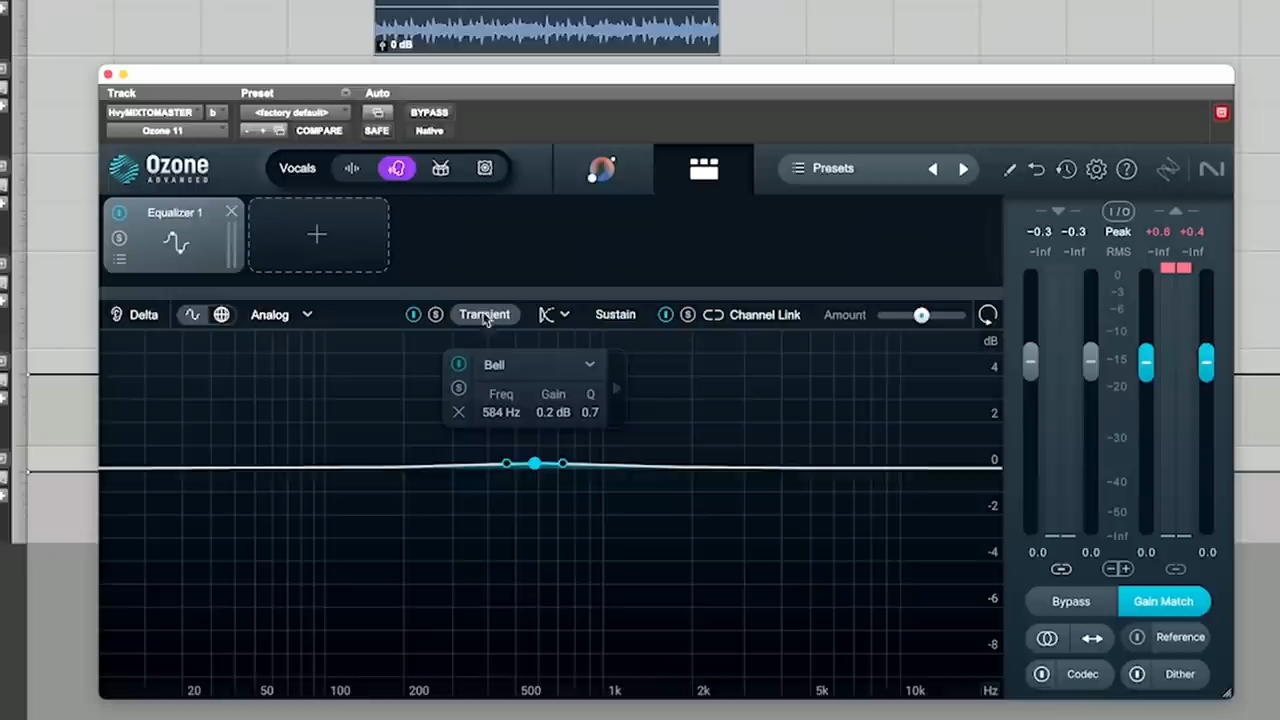 0 dB
Track Preset Auto
HvyMIXTOMASTER b <factory default> BYPASS
Ozone 11 - + COMPARE SAFE Native
Ozone
ADVANCED
Vocals
Presets
Equalizer 1
I/O
-0.3 -0.3 Peak +0.6 +0.4
-Inf -Inf RMS -Inf -Inf
Delta
Analog
S
Transient
Sustain
S
Channel Link
Amount
dB
Bell
Freq Gain Q
584 Hz 0.2 dB 0.7
4
2
0
-2
-4
-6
-8
20 50 100 200 500 1k 2k 5k 10k Hz
0
-3
-6
-10
-15
-20
-30
-40
-50
-Inf
0.0 0.0 0.0 0.0
Bypass Gain Match
Reference
Codec Dither